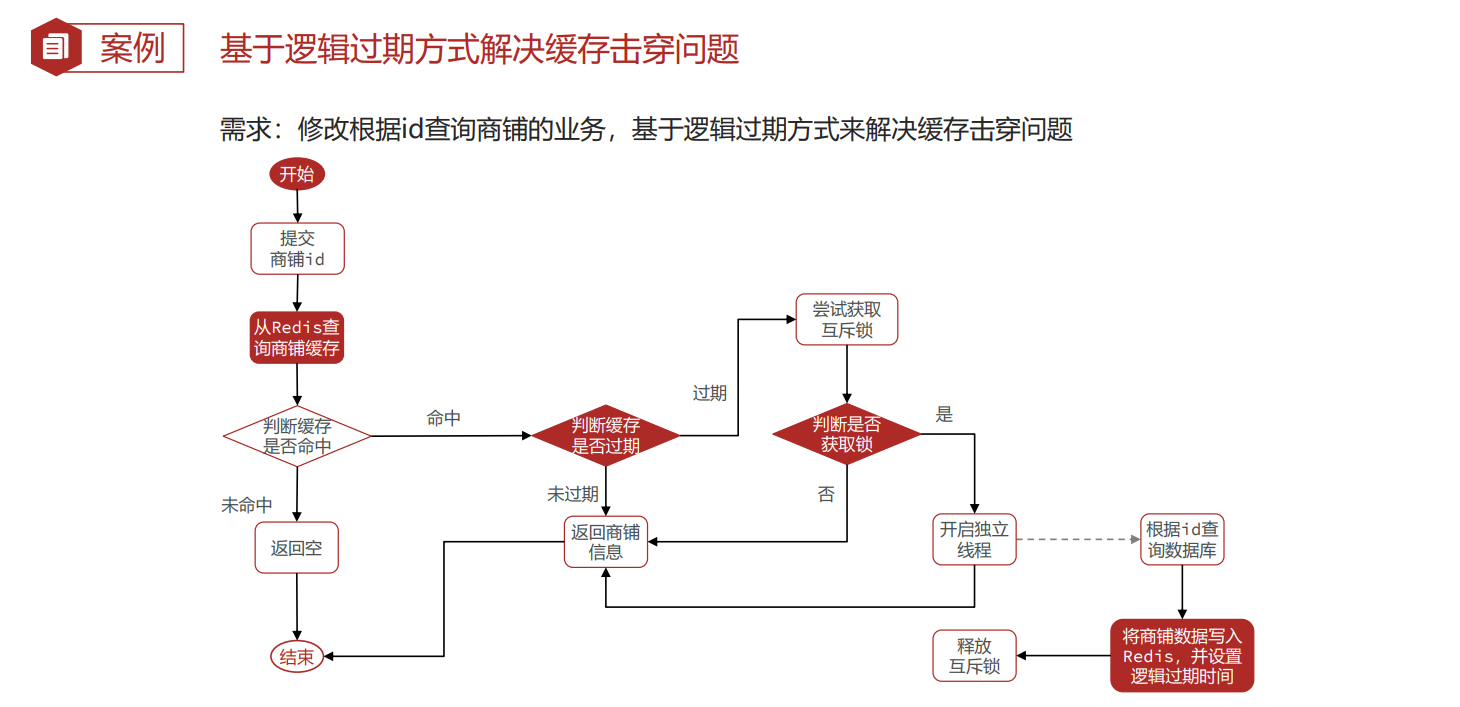 案例
基于逻辑过期方式解决缓存击穿问题
需求：修改根据id查询商铺的业务，基于逻辑过期方式来解决缓存击穿问题
开始
提交
商铺id
从Redis查
询商铺缓存
判断缓存
是否命中
命中
未命中
返回空
结束
判断缓存
是否过期
过期
未过期
返回商铺
信息
尝试获取
互斥锁
判断是否
获取锁
是
否
开启独立
线程
根据id查
询数据库
将商铺数据写入
Redis，并设置
逻辑过期时间
释放
互斥锁